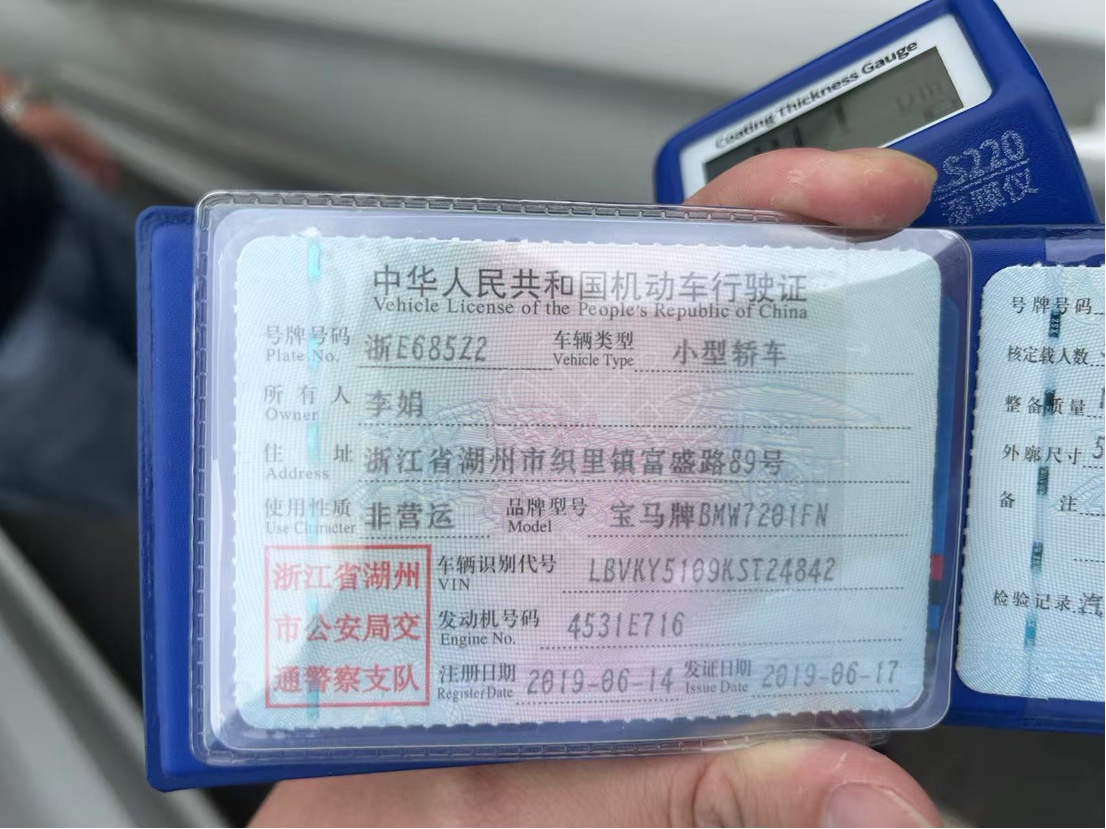 Coating Thickness Gauge
S220
中华人民共和国机动车行驶证
Vehicle License of the People's Republic of China
号牌号码 浙E685Z2 车辆类型 小型轿车
Plate No. Vehicle Type
所有人 李娟
Owner
住址 浙江省湖州市织里镇富盛路89号
Address
使用性质 非营运 品牌型号 宝马牌BMW7201FN
Use Character Model
浙江省湖州
市公安局交
通警察支队
车辆识别代号 LBVKY5109KST24842
VIN
发动机号码 4531E716
Engine No.
注册日期 2019-06-14 发证日期 2019-06-17
Register Date Issue Date
号牌号码
核定载人数
整备质量
外廓尺寸 5
备注
检验记录